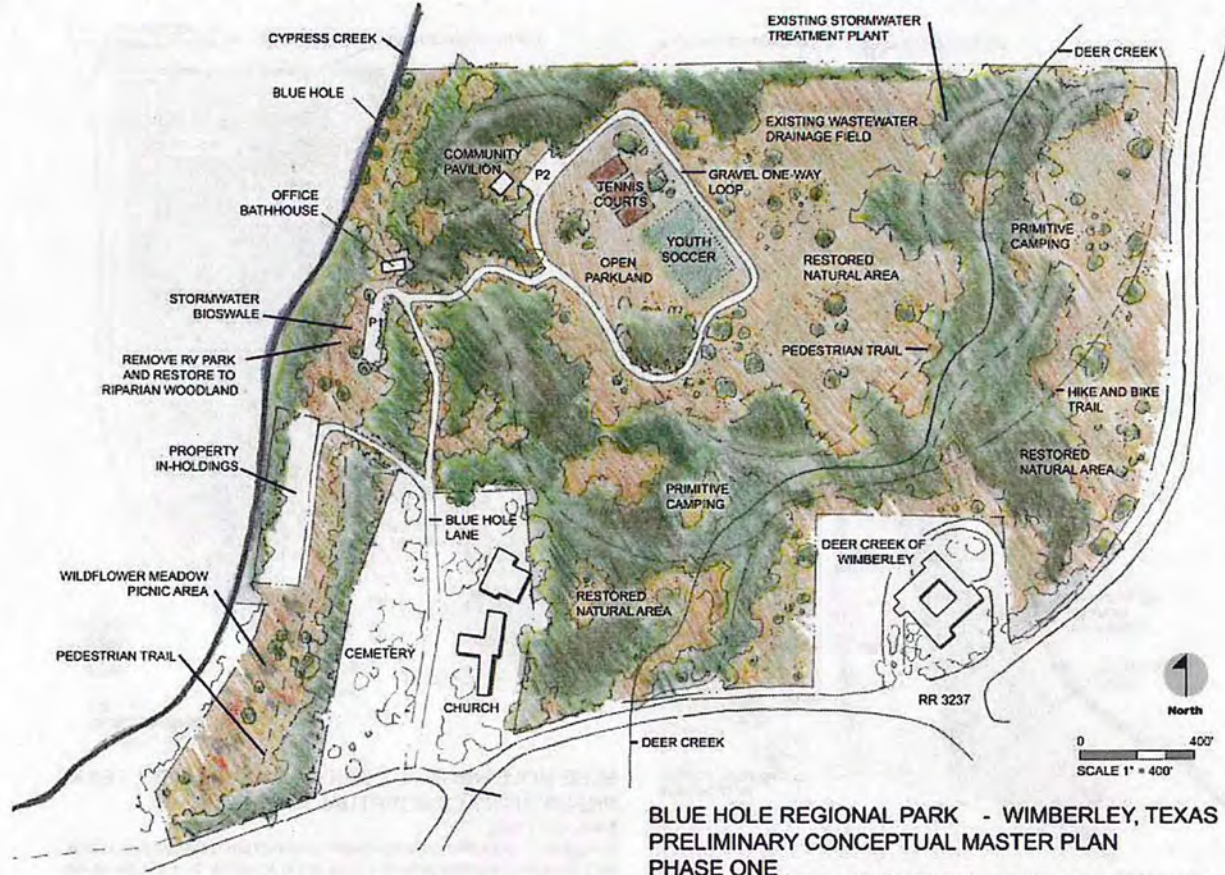 CYPRESS CREEK
BLUE HOLE
OFFICE
BATHHOUSE
STORMWATER
BIOSWALE
REMOVE RV PARK
AND RESTORE TO
RIPARIAN WOODLAND
PROPERTY
IN-HOLDINGS
WILDFLOWER MEADOW
PICNIC AREA
PEDESTRIAN TRAIL
EXISTING STORMWATER
TREATMENT PLANT
DEER CREEK
COMMUNITY
PAVILION
P2
TENNIS
COURTS
EXISTING WASTEWATER
DRAINAGE FIELD
GRAVEL ONE-WAY
LOOP
YOUTH
SOCCER
OPEN
PARKLAND
RESTORED
NATURAL AREA
PRIMITIVE
CAMPING
P1
PEDESTRIAN TRAIL
HIKE AND BIKE
TRAIL
RESTORED
NATURAL AREA
PRIMITIVE
CAMPING
BLUE HOLE
LANE
DEER CREEK OF
WIMBERLEY
RESTORED
NATURAL AREA
CEMETERY
CHURCH
RR 3237
DEER CREEK
North
0 400'
SCALE 1" = 400'
BLUE HOLE REGIONAL PARK - WIMBERLEY, TEXAS
PRELIMINARY CONCEPTUAL MASTER PLAN
PHASE ONE